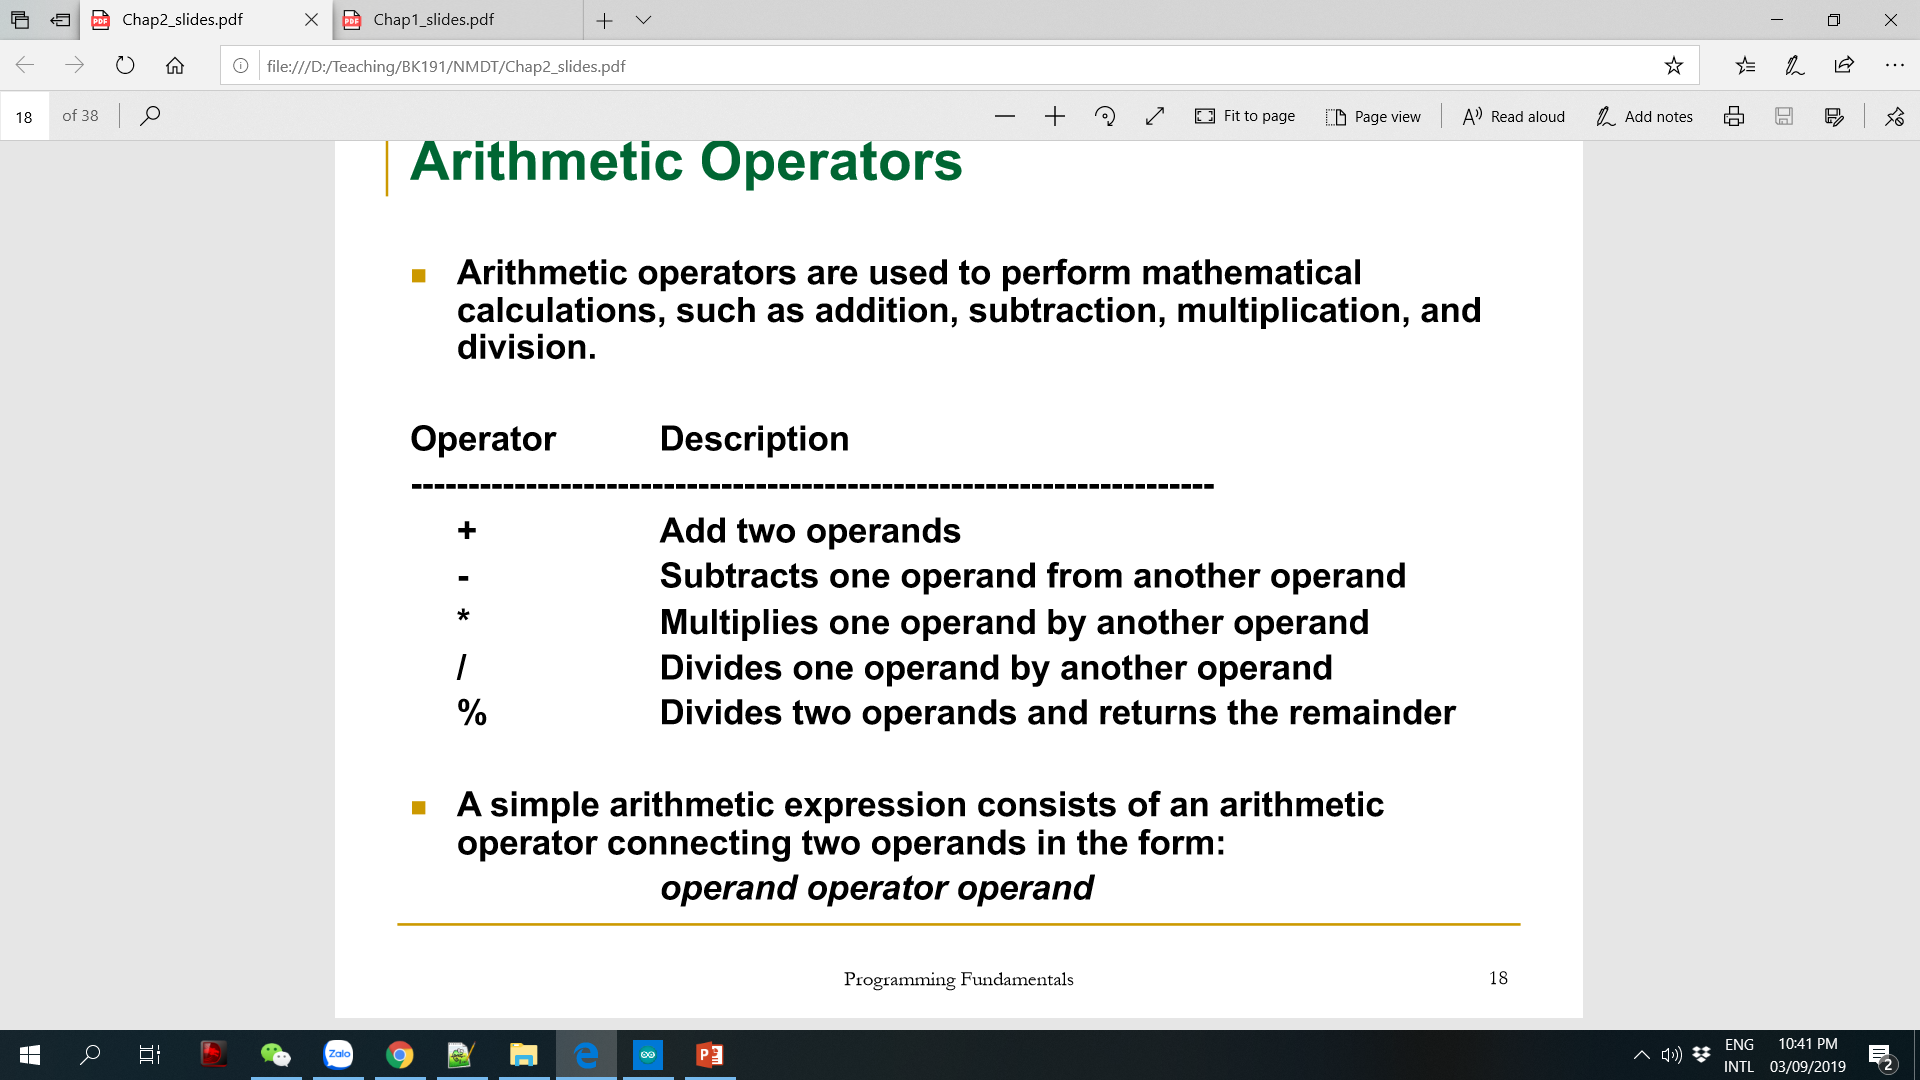 Chap2_slides.pdf
Chap1_slides.pdf
file:///D:/Teaching/BK191/NMDT/Chap2_slides.pdf
18 of 38
Fit to page
Page view
Read aloud
Add notes
Arithmetic Operators
Arithmetic operators are used to perform mathematical
calculations, such as addition, subtraction, multiplication, and
division.
Operator Description
----------------------------------------------------------------------
+ Add two operands
- Subtracts one operand from another operand
* Multiplies one operand by another operand
/ Divides one operand by another operand
% Divides two operands and returns the remainder
A simple arithmetic expression consists of an arithmetic
operator connecting two operands in the form:
operand operator operand
Programming Fundamentals
18
Zalo
ENG
INTL
10:41 PM
03/09/2019
2